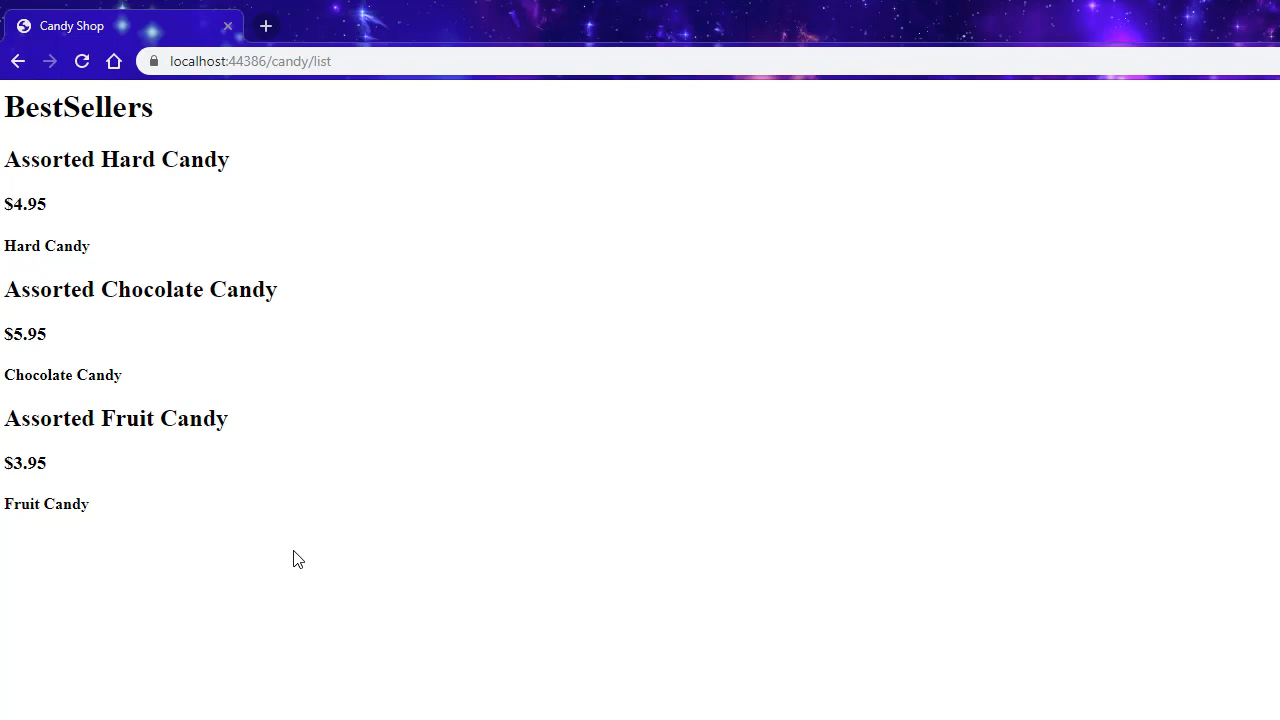 Candy Shop
localhost:44386/candy/list
BestSellers
Assorted Hard Candy
$4.95
Hard Candy
Assorted Chocolate Candy
$5.95
Chocolate Candy
Assorted Fruit Candy
$3.95
Fruit Candy